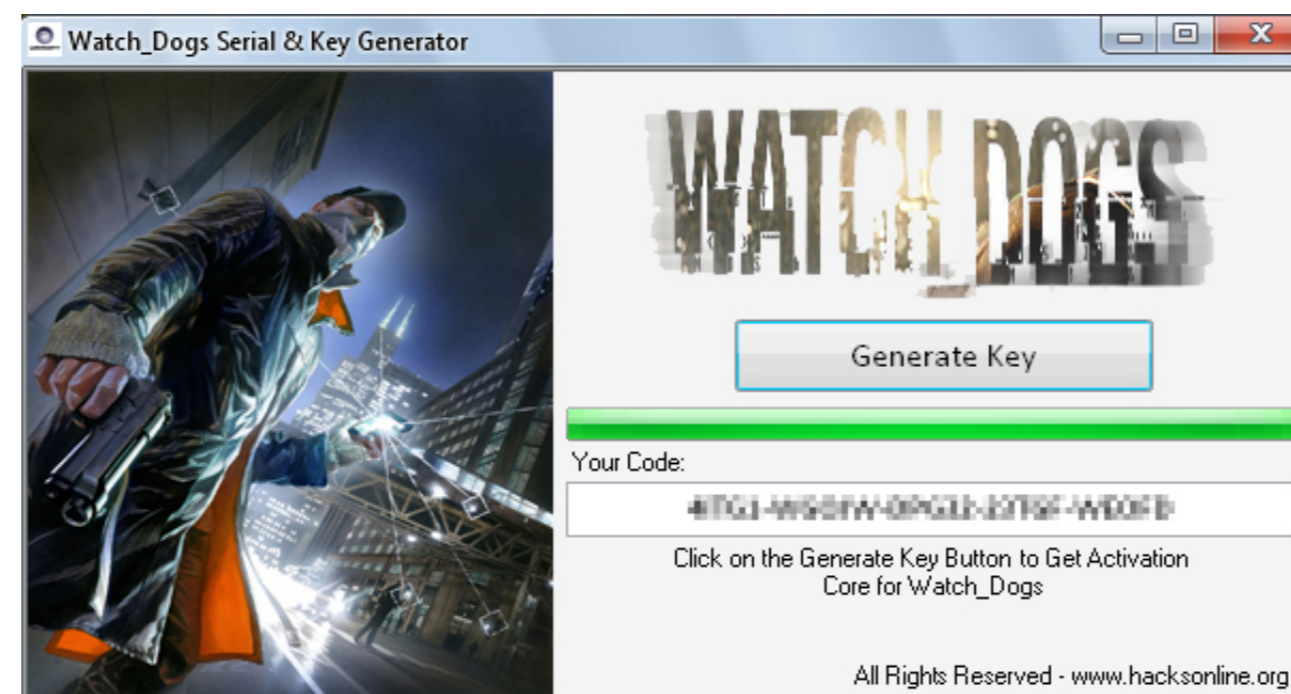 Watch_Dogs Serial & Key Generator
WATCH_DOGS
Generate Key
Your Code:
Click on the Generate Key Button to Get Activation
Core for Watch_Dogs
All Rights Reserved - www.hacksonline.org